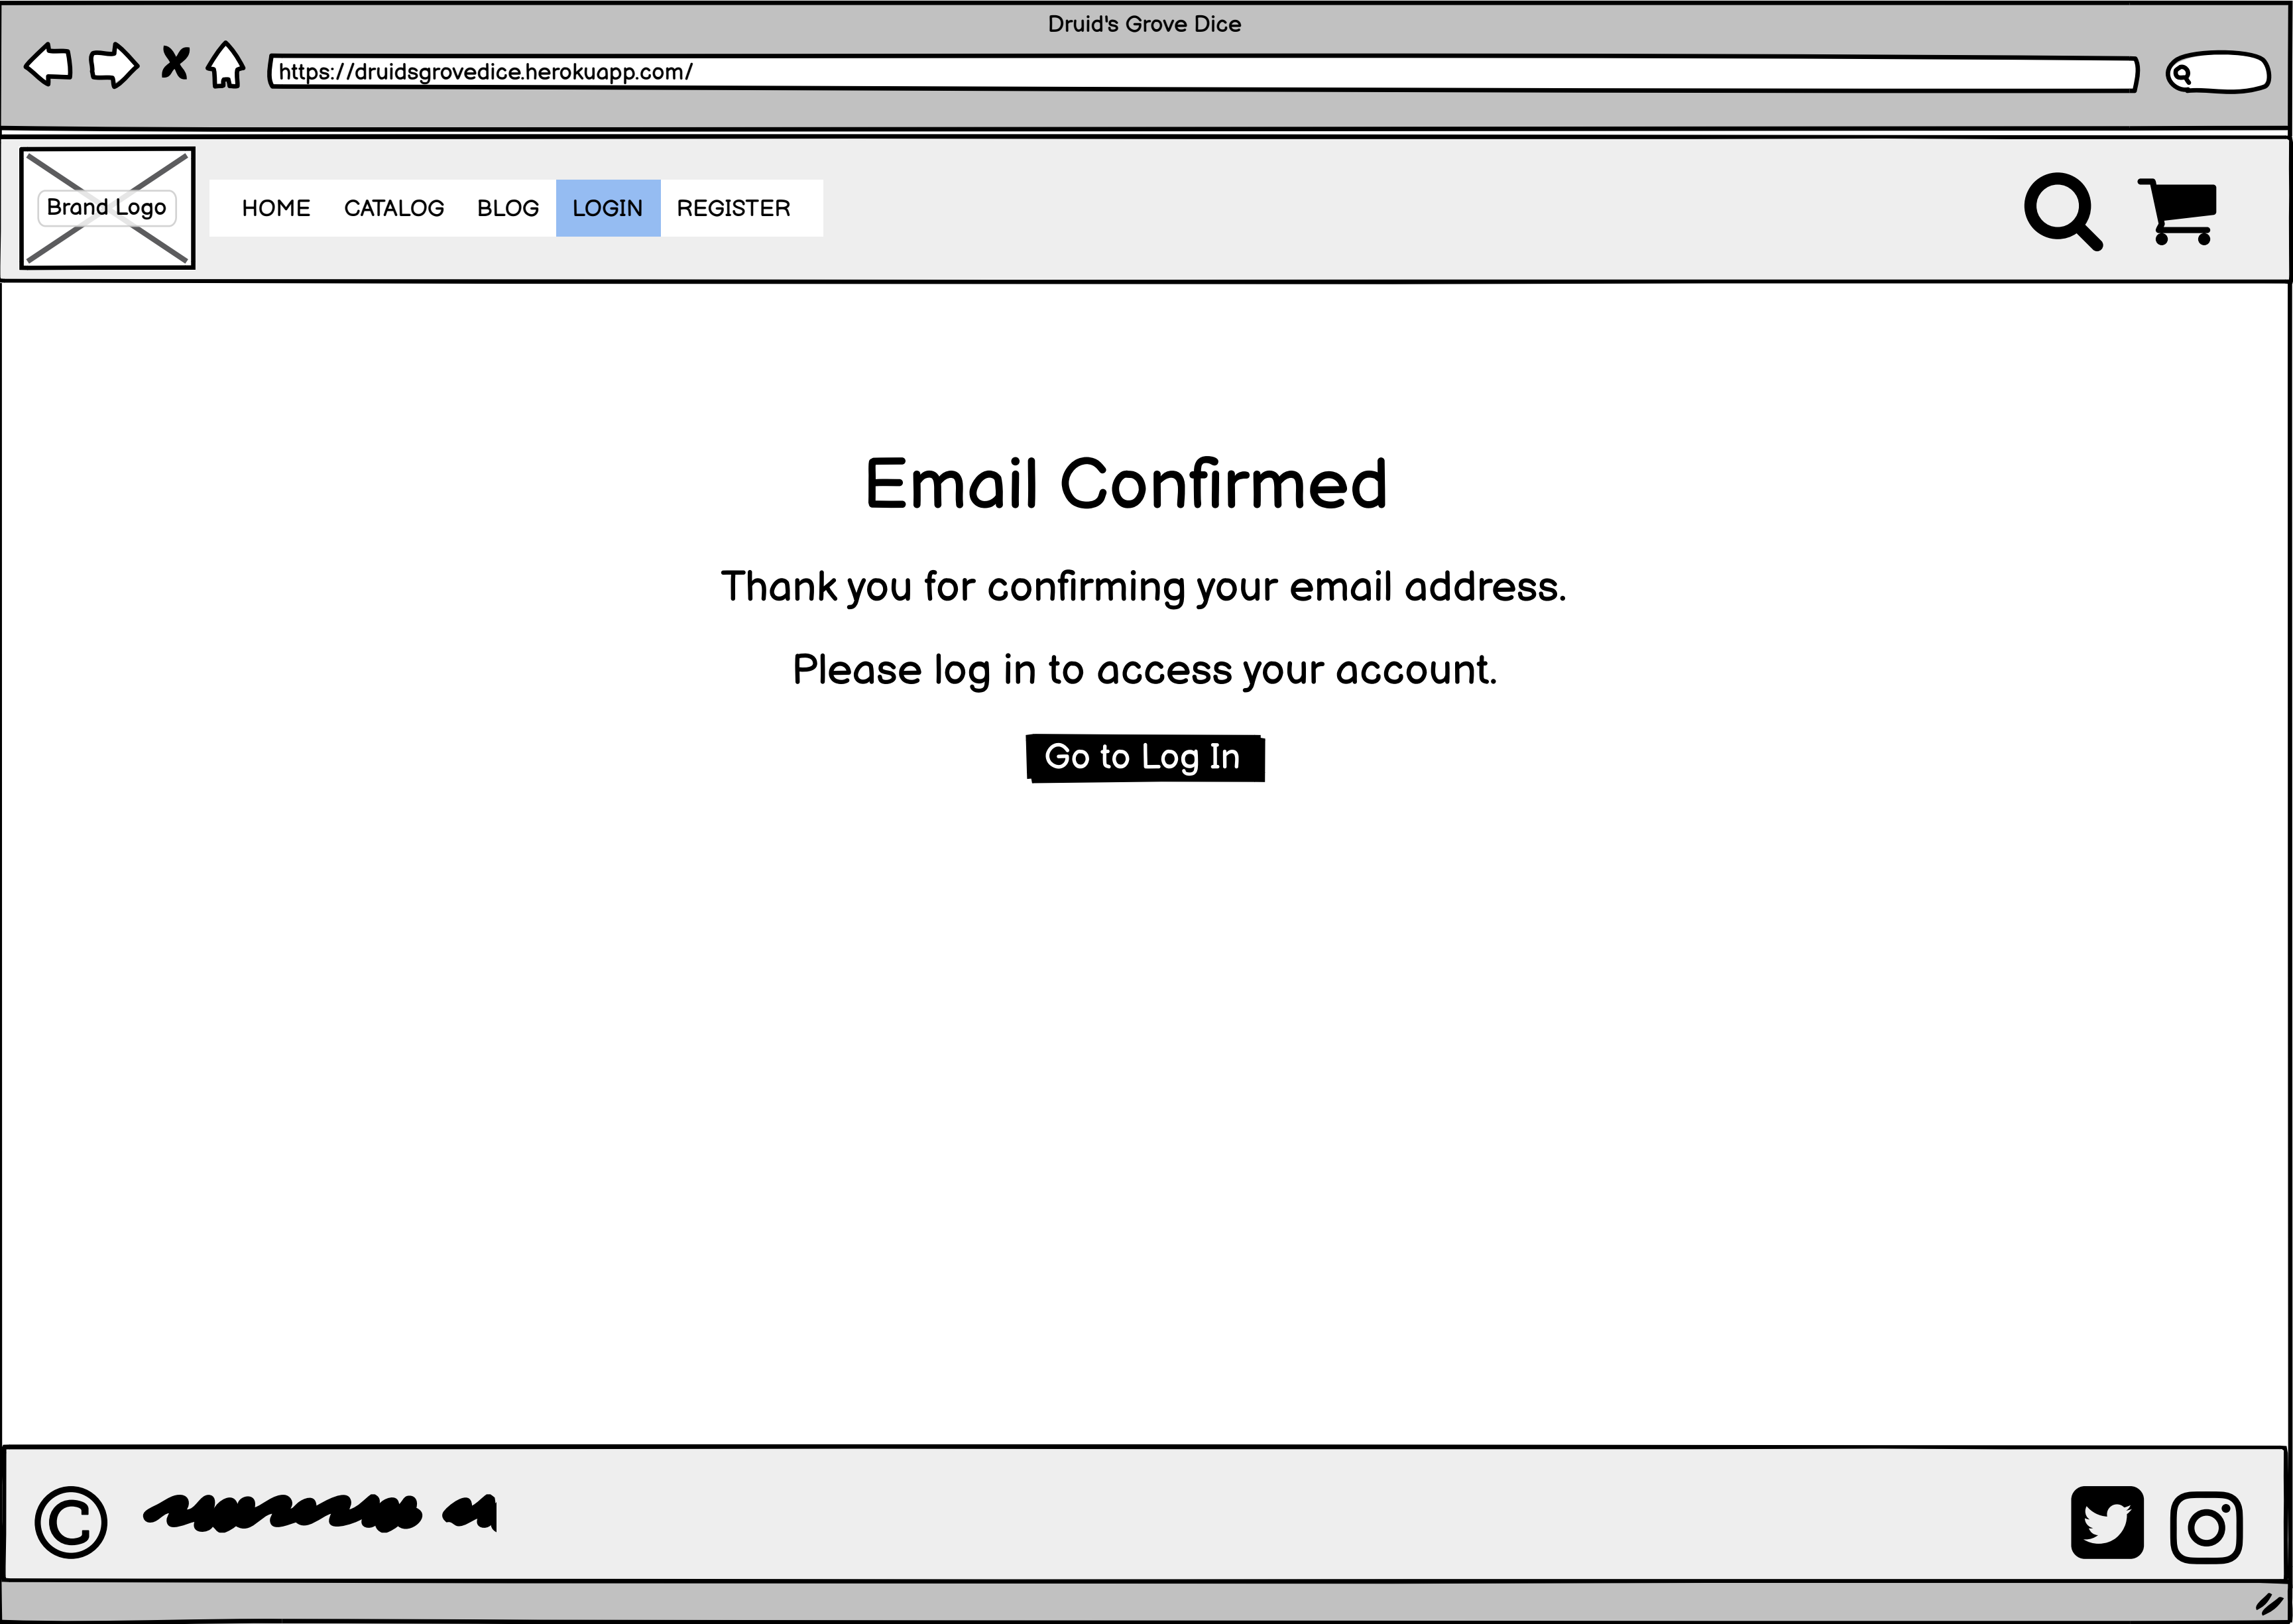 Druid's Grove Dice
https://druidsgrovedice.herokuapp.com/
Brand Logo
HOME CATALOG BLOG LOGIN REGISTER
Email Confirmed
Thank you for confirming your email address.
Please log in to access your account.
Go to Log In
©